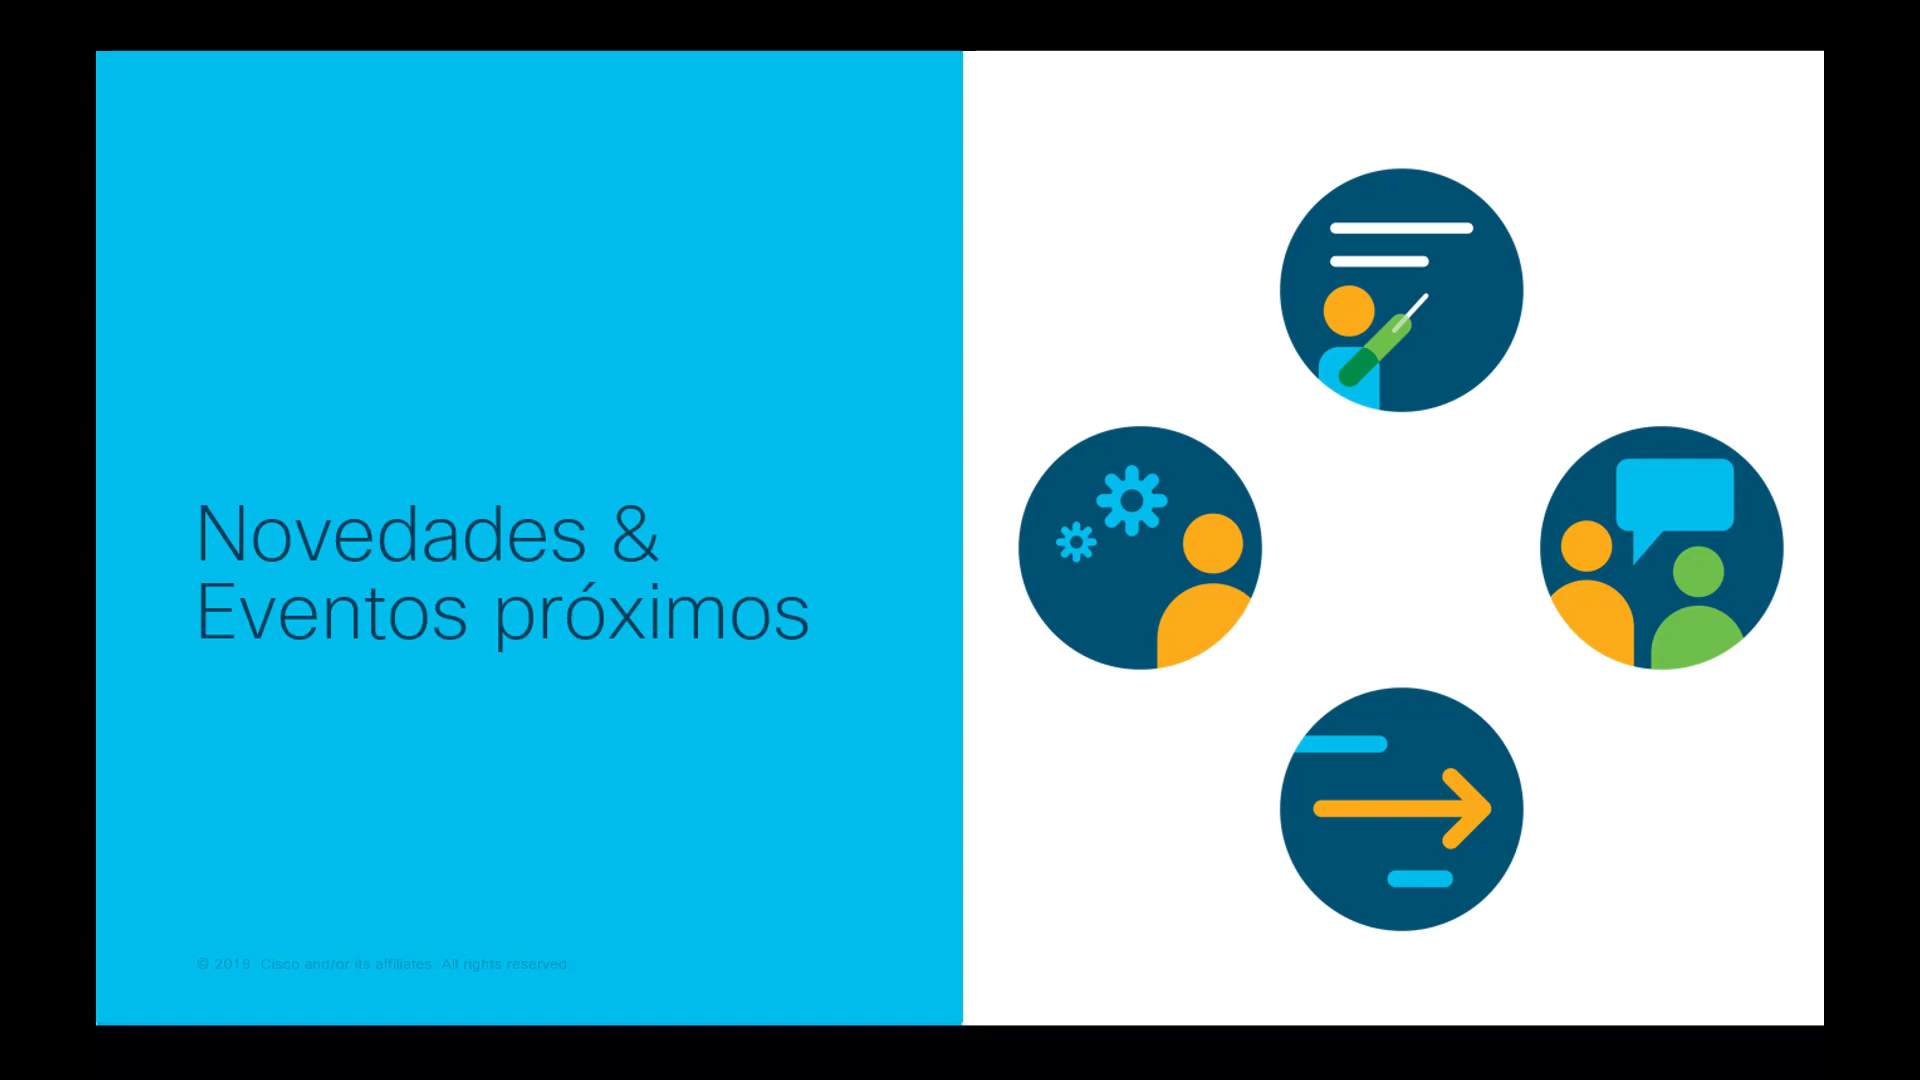 Novedades &
Eventos próximos
© 2019 Cisco and/or its affiliates. All rights reserved.